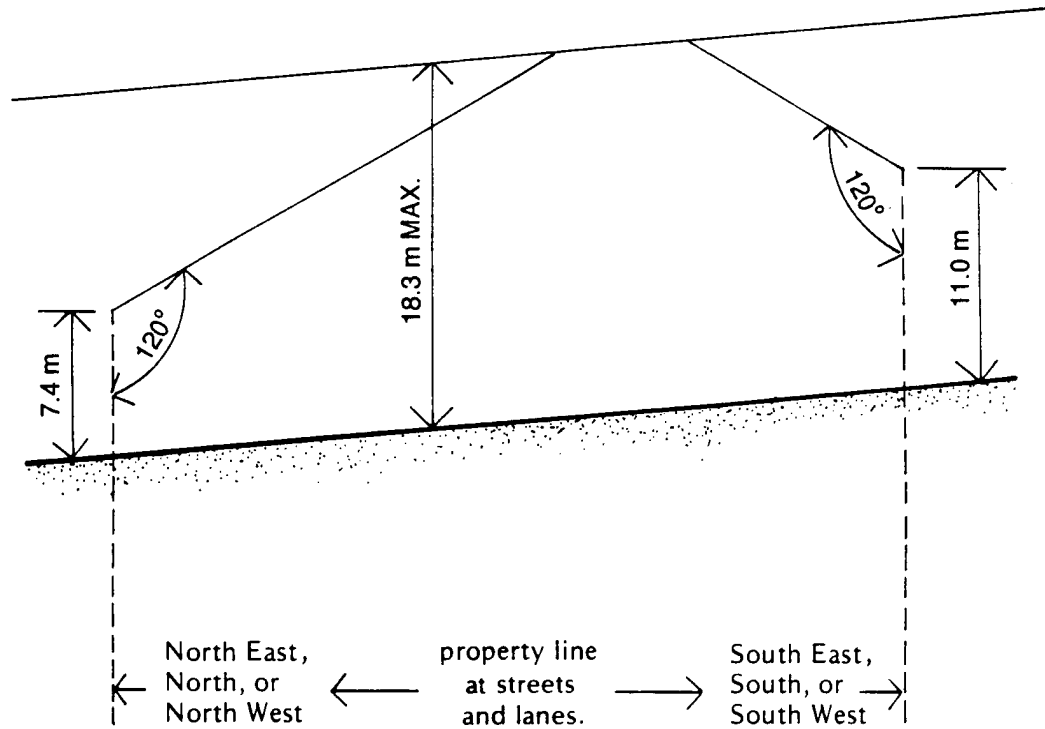 18.3 m MAX.
120°
11.0 m
120°
7.4 m
North East,
North, or
North West
property line
at streets
and lanes.
South East,
South, or
South West